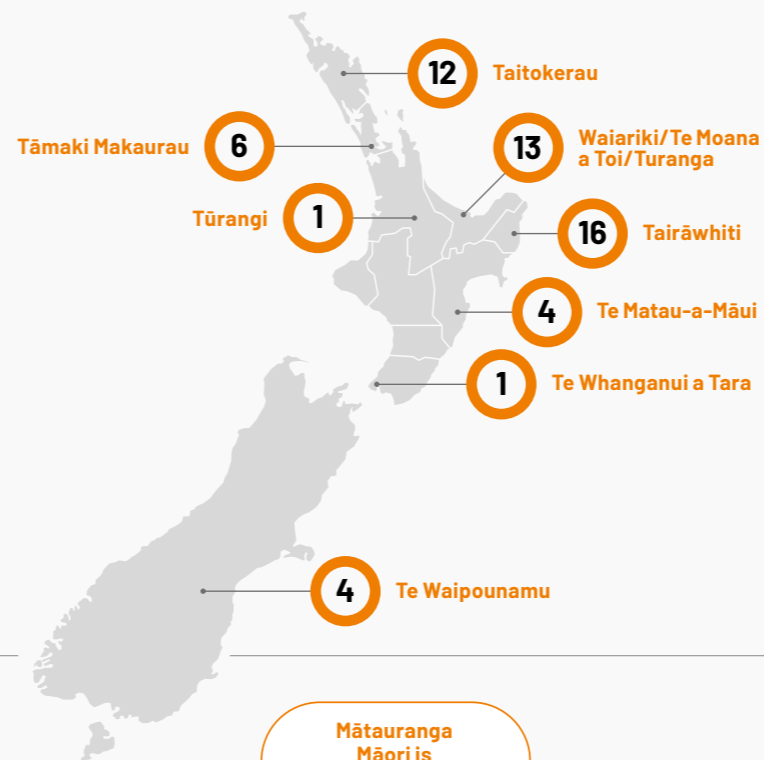 12
Taitokerau
Tāmaki Makaurau
6
13
Waiariki/Te Moana
a Toi/Turanga
Tūrangi
1
16
Tairāwhiti
4
Te Matau-a-Māui
1
Te Whanganui a Tara
4
Te Waipounamu
Mātauranga
Māori is